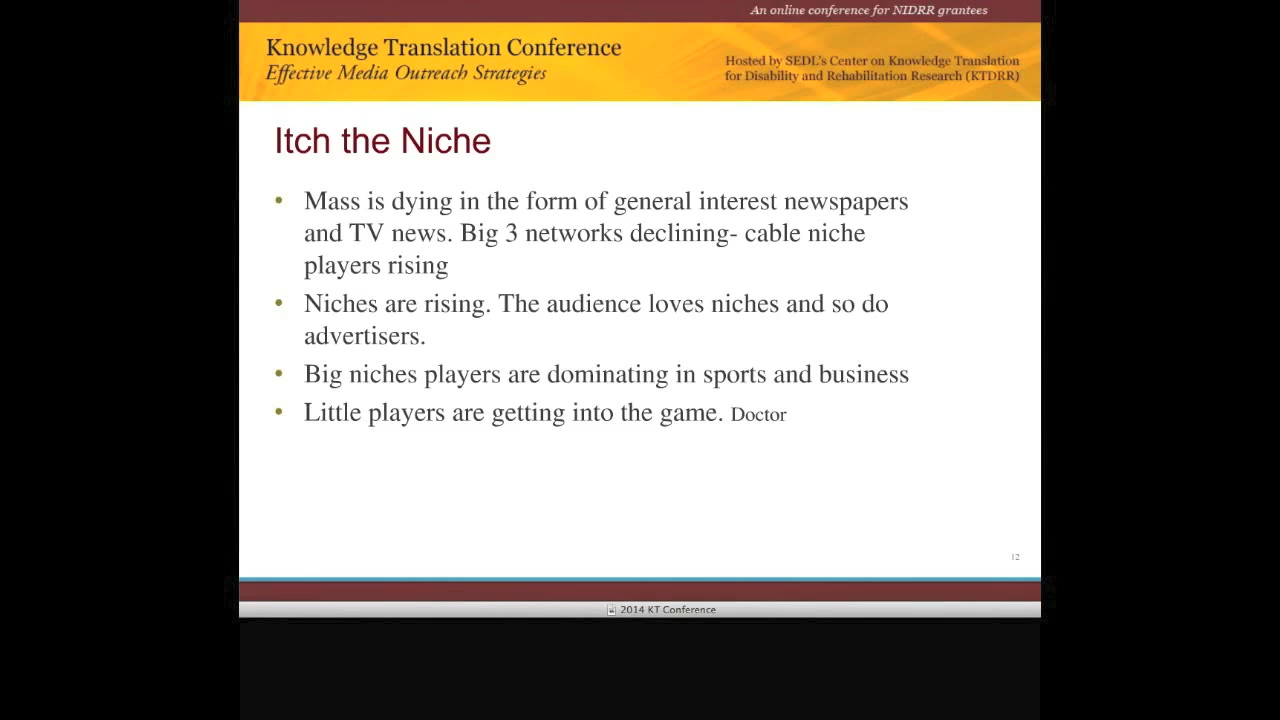 An online conference for NIDRR grantees
Knowledge Translation Conference
Effective Media Outreach Strategies
Hosted by SEDL's Center on Knowledge Translation
for Disability and Rehabilitation Research (KTDRR)
Itch the Niche
• Mass is dying in the form of general interest newspapers
and TV news. Big 3 networks declining- cable niche
players rising
• Niches are rising. The audience loves niches and so do
advertisers.
• Big niches players are dominating in sports and business
• Little players are getting into the game. Doctor
12
2014 KT Conference